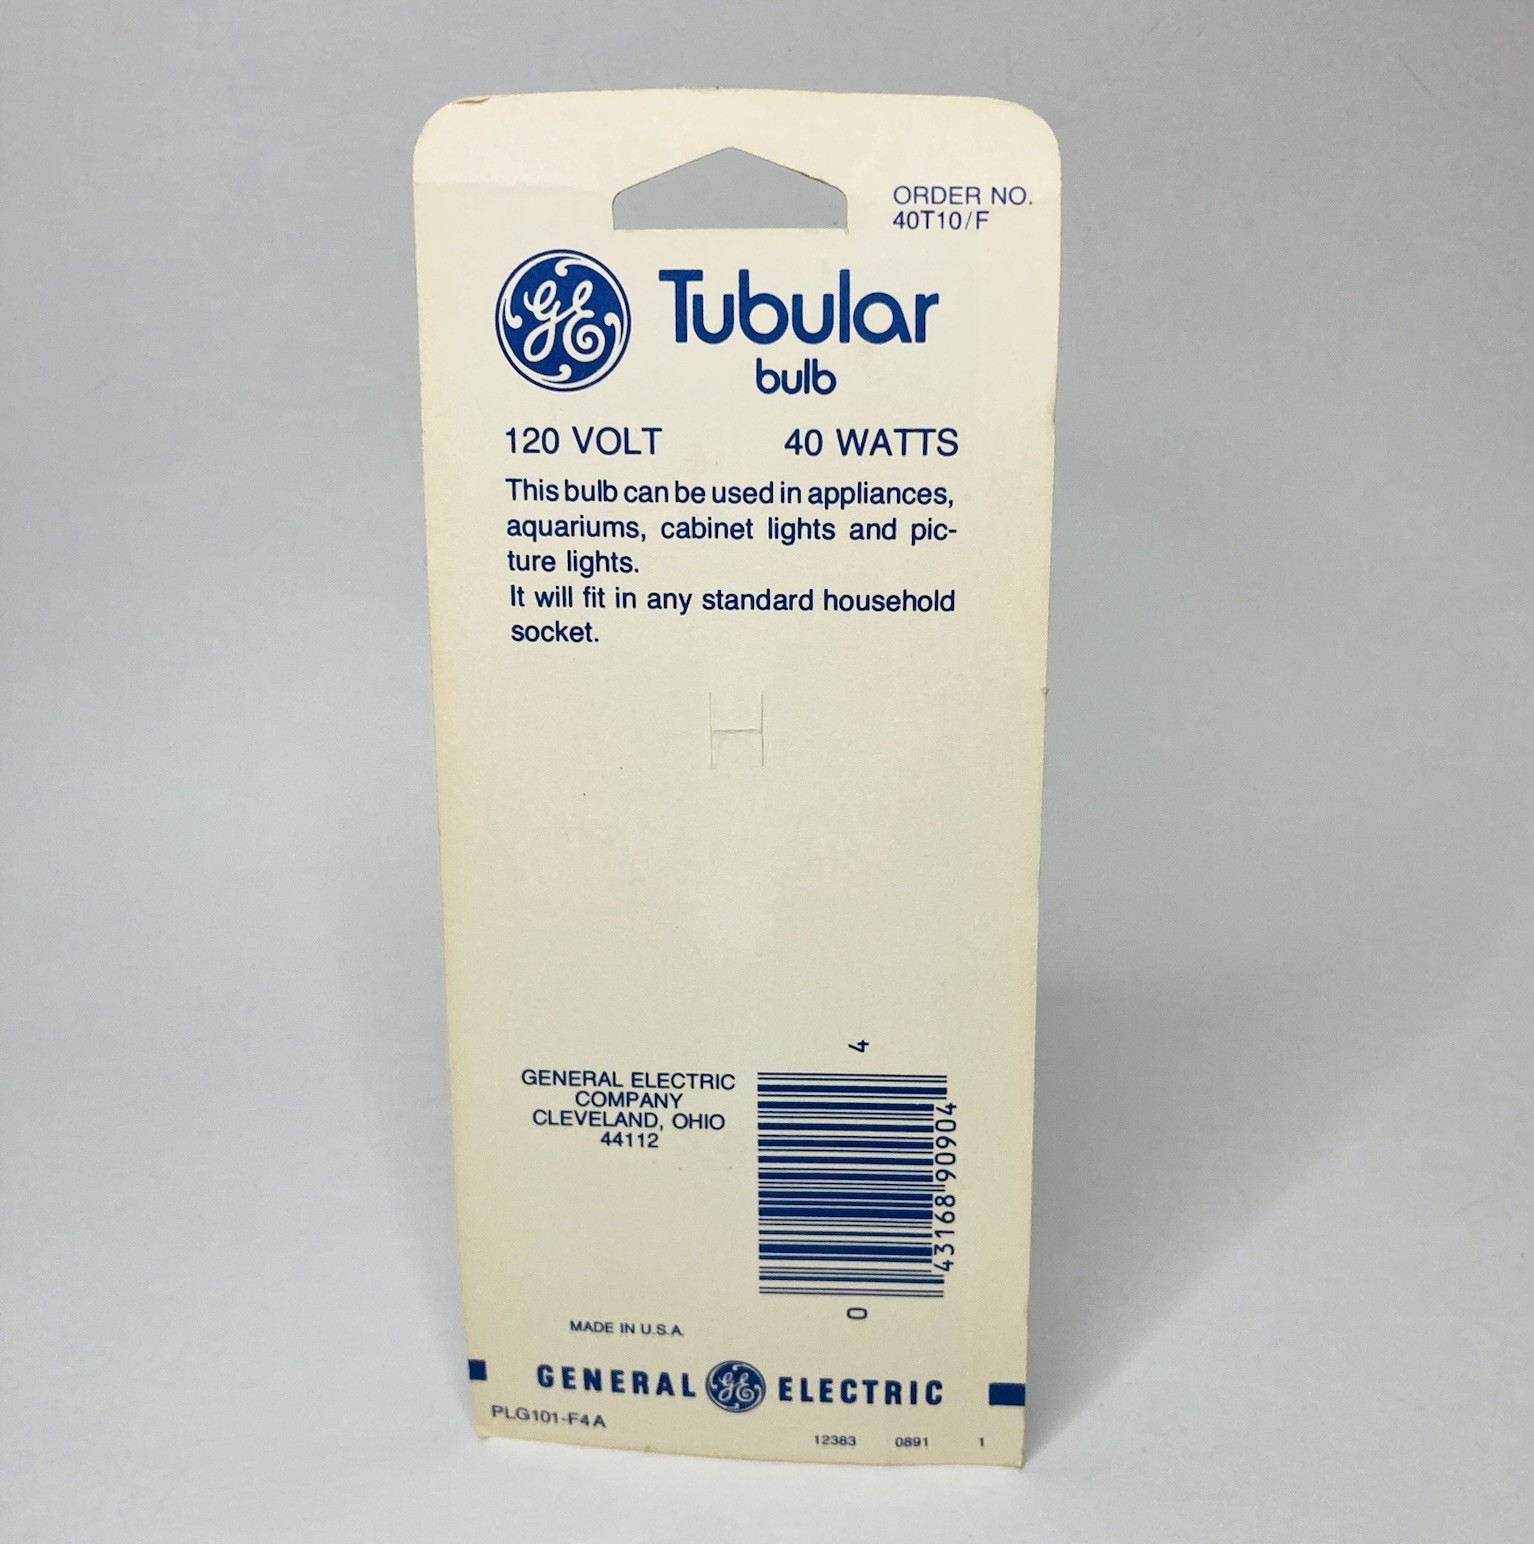 ORDER NO.
40T10/F
GE Tubular
bulb
120 VOLT 40 WATTS
This bulb can be used in appliances,
aquariums, cabinet lights and pic-
ture lights.
It will fit in any standard household
socket.
4
GENERAL ELECTRIC
COMPANY
CLEVELAND, OHIO
44112
43168 90904
0
MADE IN U.S.A.
GENERAL GE ELECTRIC
PLG101-F4A
12383 0891 1